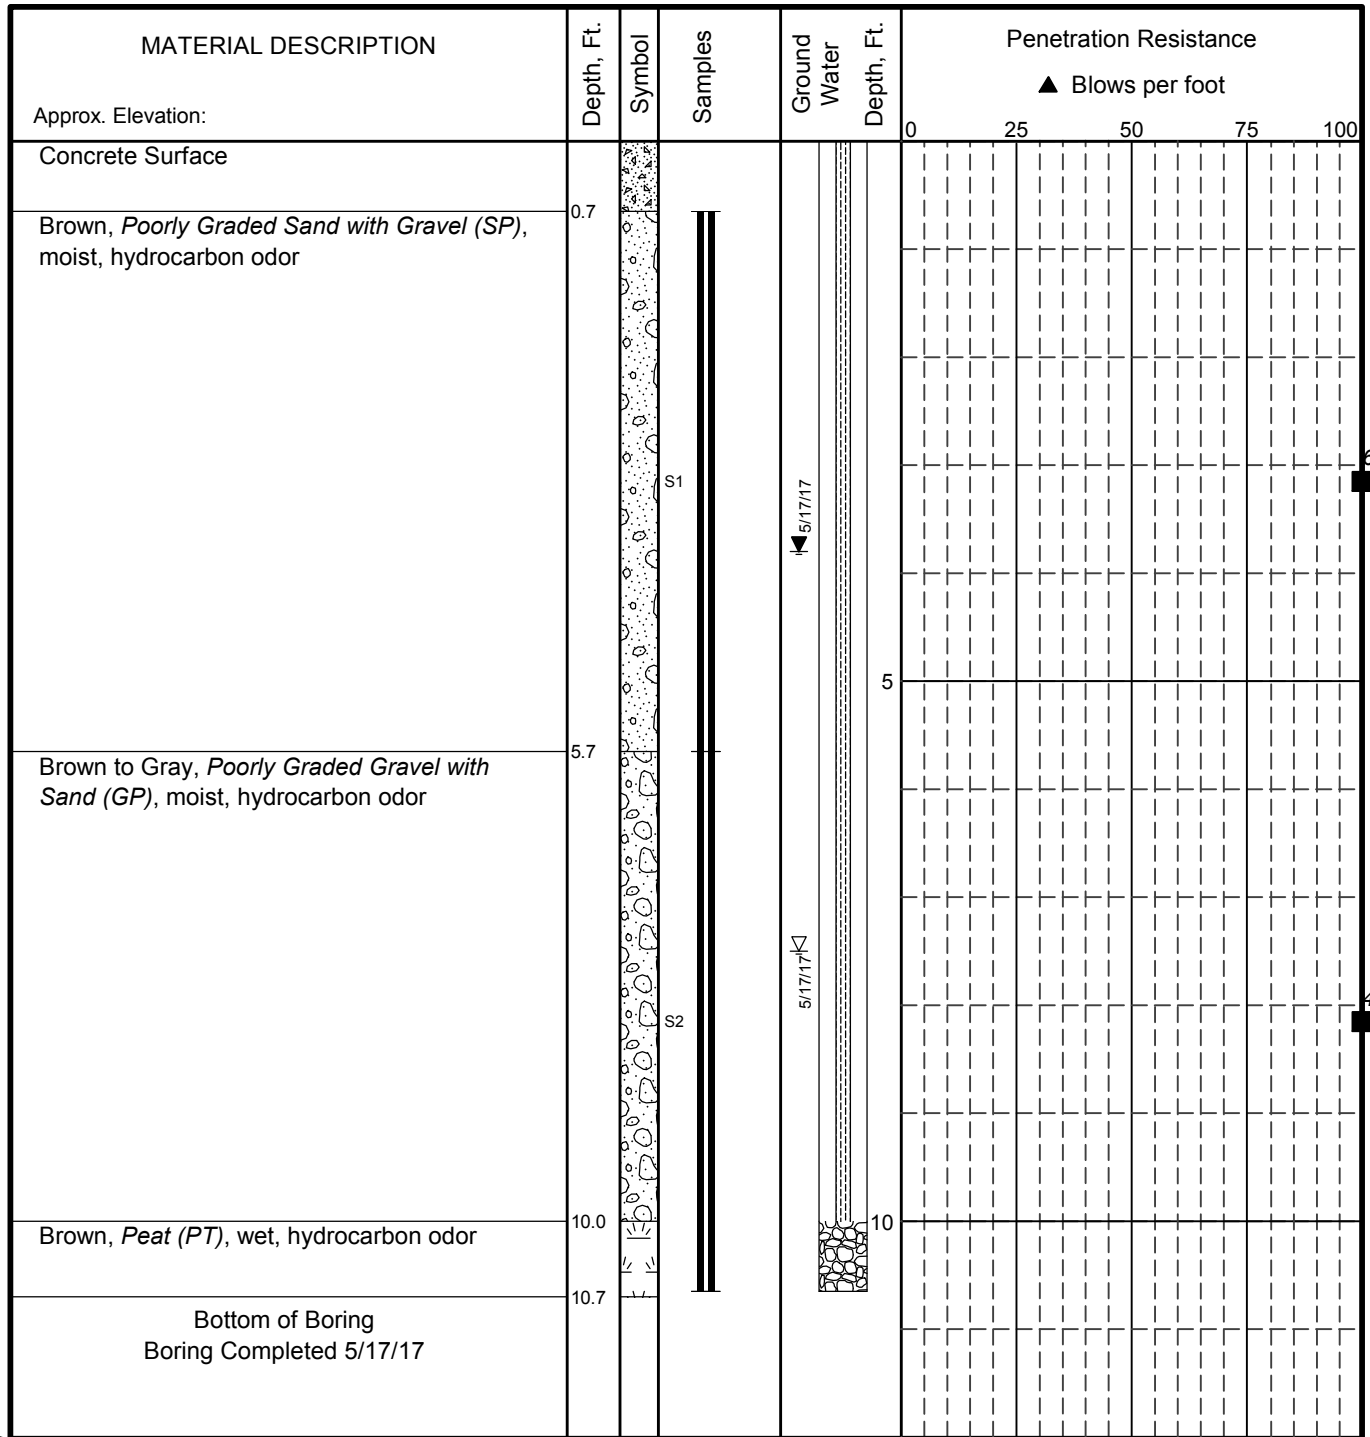 MATERIAL DESCRIPTION
Approx. Elevation:
Depth, Ft.
Symbol
Samples
Ground
Water
Depth, Ft.
Penetration Resistance
▲ Blows per foot
0 25 50 75 100
Concrete Surface
0.7
Brown, Poorly Graded Sand with Gravel (SP),
moist, hydrocarbon odor
S1
5/17/17
5
5.7
Brown to Gray, Poorly Graded Gravel with
Sand (GP), moist, hydrocarbon odor
5/17/17
S2
10.0
10
Brown, Peat (PT), wet, hydrocarbon odor
10.7
Bottom of Boring
Boring Completed 5/17/17